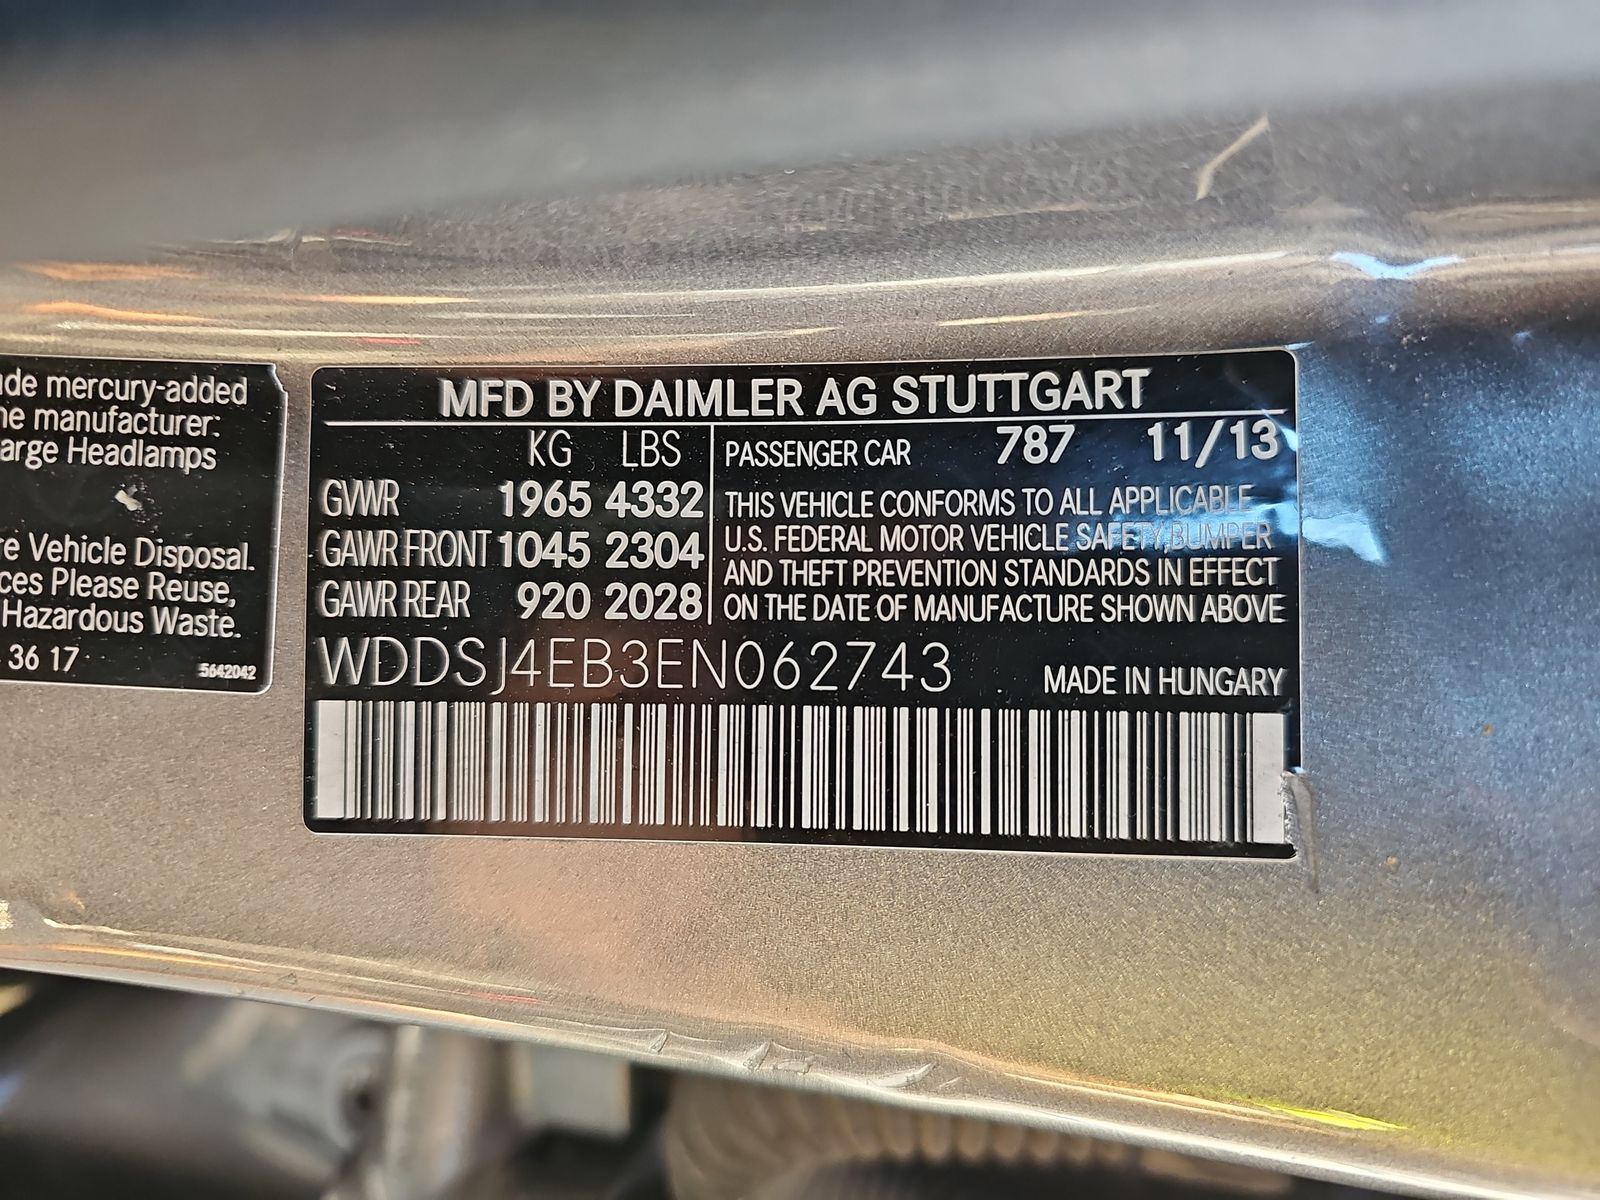 ude mercury-added
he manufacturer:
arge Headlamps
re Vehicle Disposal.
ces Please Reuse,
Hazardous Waste.
36 17
5642042
MFD BY DAIMLER AG STUTTGART
KG LBS
GVWR 1965 4332
GAWR FRONT 1045 2304
GAWR REAR 920 2028
PASSENGER CAR 787 11/13
THIS VEHICLE CONFORMS TO ALL APPLICABLE
U.S. FEDERAL MOTOR VEHICLE SAFETY,BUMPER
AND THEFT PREVENTION STANDARDS IN EFFECT
ON THE DATE OF MANUFACTURE SHOWN ABOVE
WDDSJ4EB3EN062743
MADE IN HUNGARY